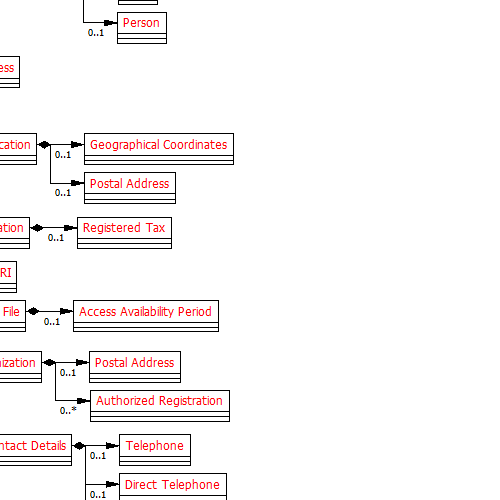 Person
0..1
ess
cation
Geographical Coordinates
0..1
Postal Address
0..1
ation
Registered Tax
0..1
RI
File
Access Availability Period
0..1
ization
Postal Address
0..1
Authorized Registration
0..*
ntact Details
Telephone
0..1
Direct Telephone
0..1